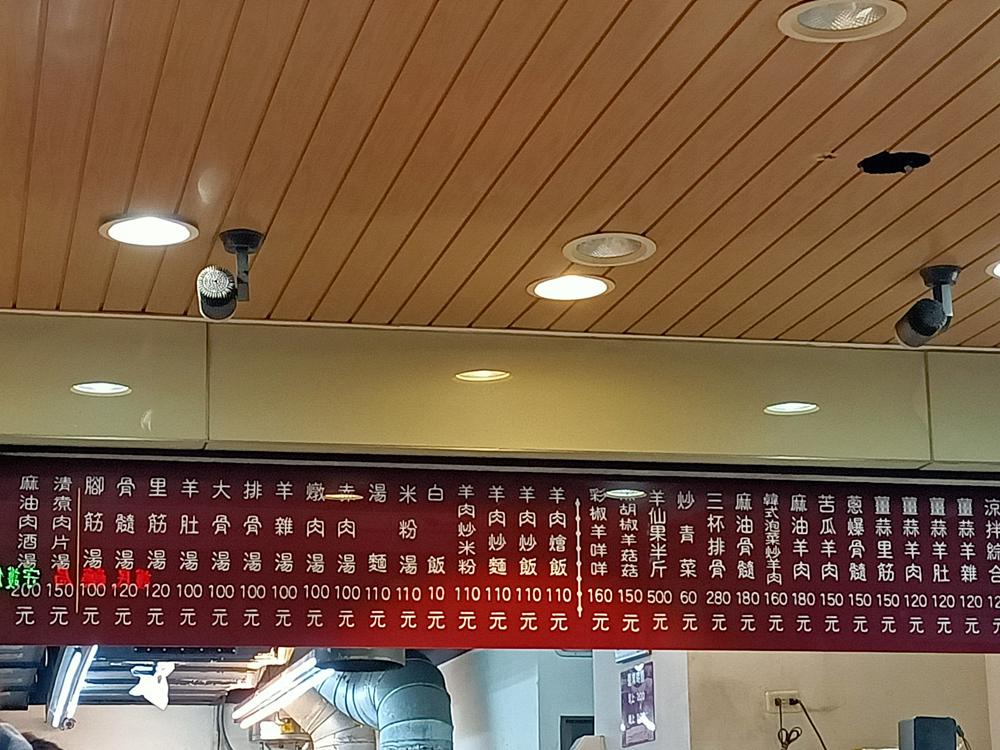 麻油肉酒湯 200元
潰瘡肉片湯 150元
腳筋湯 100元
骨髓湯 120元
里筋湯 120元
羊肚湯 100元
大骨湯 100元
排骨湯 100元
羊雜湯 100元
燉肉湯 100元
肉湯 100元
湯麵 110元
米粉湯 110元
白飯 10元
羊肉炒米粉 110元
羊肉炒麵 110元
羊肉炒飯 110元
羊肉燴飯 110元
彩椒羊咩咩 160元
黑胡椒羊菇菇 150元
羊仙果半斤 500元
炒青菜 60元
三杯排骨 280元
麻油骨髓 180元
韓式泡菜炒羊肉 160元
麻油羊肉 180元
苦瓜羊肉 150元
蔥爆骨髓 150元
薑蒜里筋 150元
薑蒜羊肉 120元
薑蒜羊肚 120元
薑蒜羊雜 120元
涼拌綜合